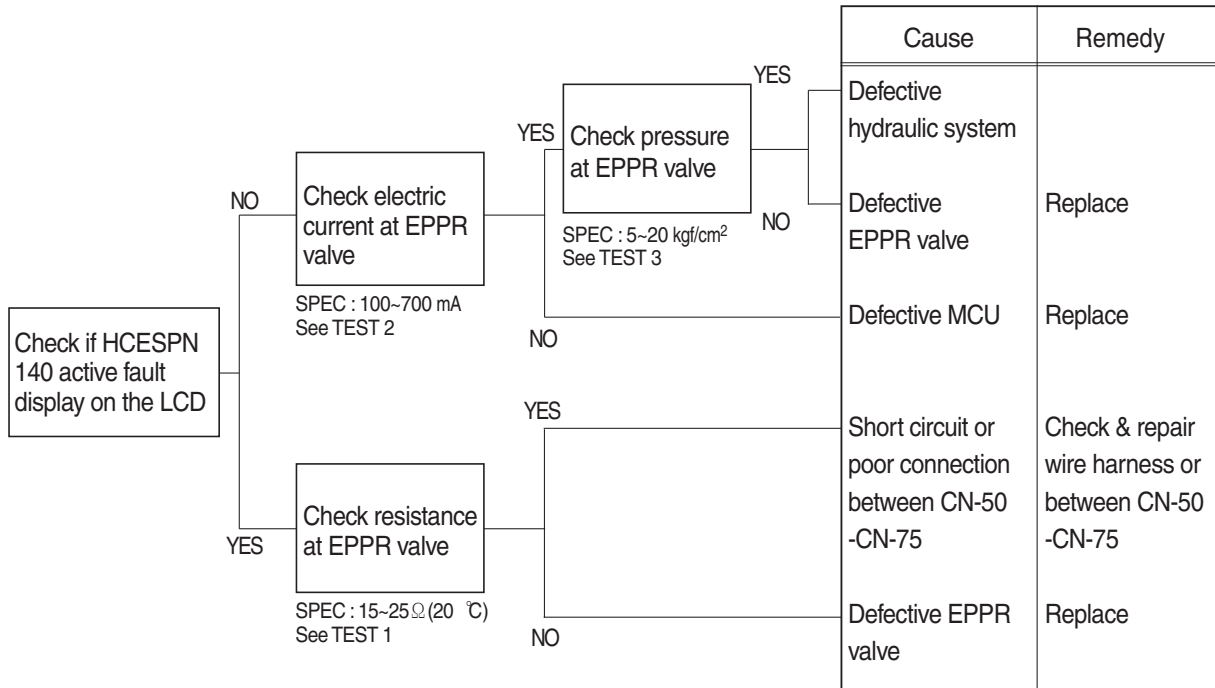 Cause
Remedy
YES
Defective
hydraulic system
YES
Check pressure
at EPPR valve
NO
Check electric
current at EPPR
valve
NO
Defective
EPPR valve
Replace
SPEC : 5~20 kgf/cm²
See TEST 3
SPEC : 100~700 mA
See TEST 2
NO
Defective MCU
Replace
Check if HCESPN
140 active fault
display on the LCD
YES
Short circuit or
poor connection
between CN-50
-CN-75
Check & repair
wire harness or
between CN-50
-CN-75
YES
Check resistance
at EPPR valve
SPEC : 15~25Ω (20 ℃)
See TEST 1
NO
Defective EPPR
valve
Replace